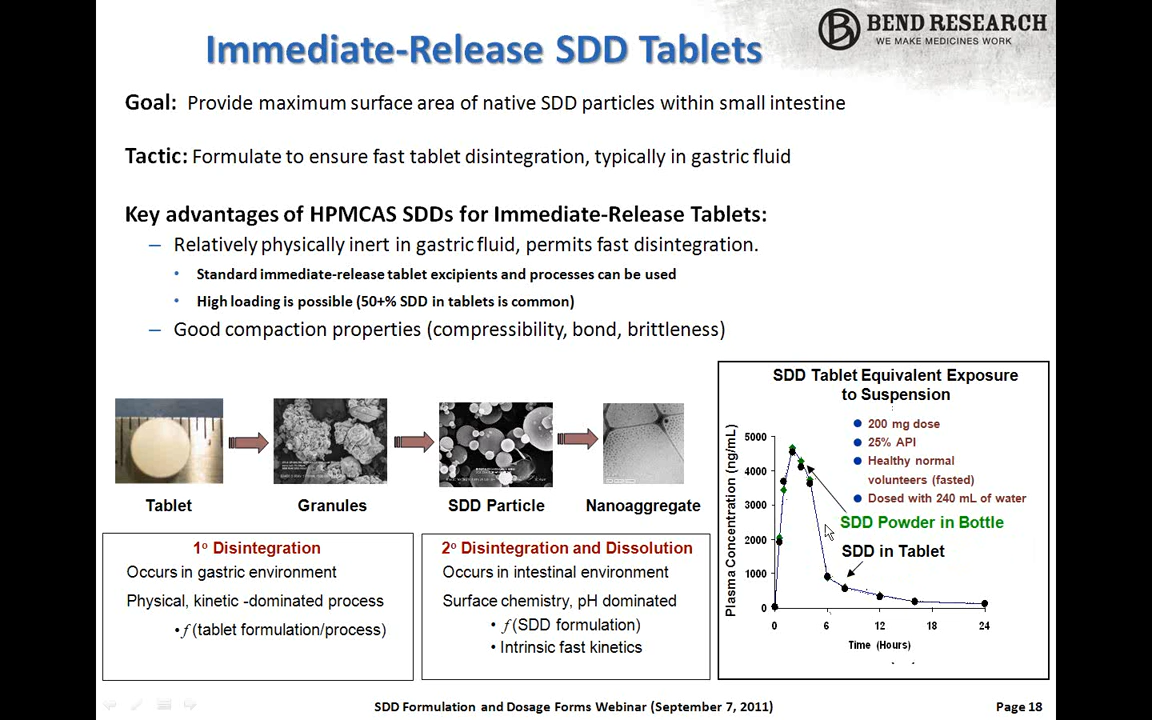 BEND RESEARCH
WE MAKE MEDICINES WORK
Immediate-Release SDD Tablets
Goal: Provide maximum surface area of native SDD particles within small intestine
Tactic: Formulate to ensure fast tablet disintegration, typically in gastric fluid
Key advantages of HPMCAS SDDs for Immediate-Release Tablets:
– Relatively physically inert in gastric fluid, permits fast disintegration.
• Standard immediate-release tablet excipients and processes can be used
• High loading is possible (50+% SDD in tablets is common)
– Good compaction properties (compressibility, bond, brittleness)
Tablet
Granules
SDD Particle
Nanoaggregate
1º Disintegration
Occurs in gastric environment
Physical, kinetic -dominated process
• ƒ(tablet formulation/process)
2º Disintegration and Dissolution
Occurs in intestinal environment
Surface chemistry, pH dominated
• ƒ(SDD formulation)
• Intrinsic fast kinetics
SDD Tablet Equivalent Exposure
to Suspension
● 200 mg dose
● 25% API
● Healthy normal
volunteers (fasted)
● Dosed with 240 mL of water
SDD Powder in Bottle
SDD in Tablet
Plasma Concentration (ng/mL)
5000
4000
3000
2000
1000
0
0 6 12 18 24
Time (Hours)
SDD Formulation and Dosage Forms Webinar (September 7, 2011)
Page 18